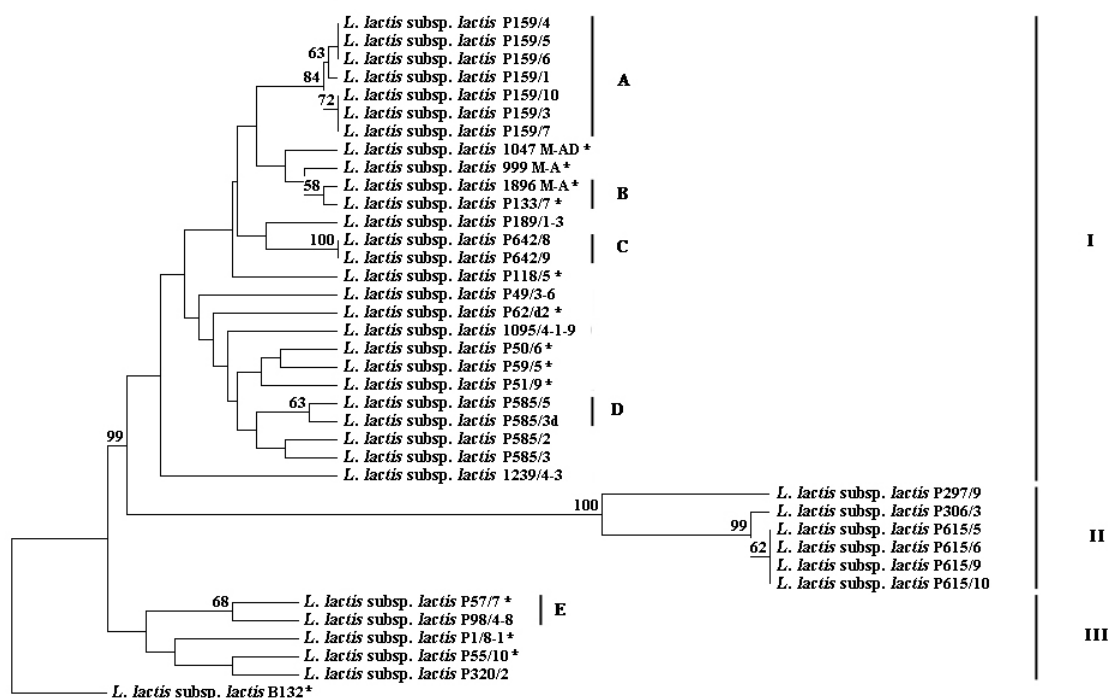 L. lactis subsp. lactis P159/4
L. lactis subsp. lactis P159/5
63 L. lactis subsp. lactis P159/6
84 L. lactis subsp. lactis P159/1 A
72 L. lactis subsp. lactis P159/10
L. lactis subsp. lactis P159/3
L. lactis subsp. lactis P159/7
L. lactis subsp. lactis 1047 M-AD *
L. lactis subsp. lactis 999 M-A *
58 L. lactis subsp. lactis 1896 M-A * B
L. lactis subsp. lactis P133/7 *
L. lactis subsp. lactis P189/1-3
100 L. lactis subsp. lactis P642/8 C I
L. lactis subsp. lactis P642/9
L. lactis subsp. lactis P118/5 *
L. lactis subsp. lactis P49/3-6
L. lactis subsp. lactis P62/d2 *
L. lactis subsp. lactis 1095/4-1-9
L. lactis subsp. lactis P50/6 *
L. lactis subsp. lactis P59/5 *
L. lactis subsp. lactis P51/9 *
63 L. lactis subsp. lactis P585/5 D
L. lactis subsp. lactis P585/3d
99 L. lactis subsp. lactis P585/2
L. lactis subsp. lactis P585/3
L. lactis subsp. lactis 1239/4-3
L. lactis subsp. lactis P297/9
100 L. lactis subsp. lactis P306/3
99 L. lactis subsp. lactis P615/5 II
62 L. lactis subsp. lactis P615/6
L. lactis subsp. lactis P615/9
L. lactis subsp. lactis P615/10
68 L. lactis subsp. lactis P57/7 * E
L. lactis subsp. lactis P98/4-8
L. lactis subsp. lactis P1/8-1 * III
L. lactis subsp. lactis P55/10 *
L. lactis subsp. lactis P320/2
L. lactis subsp. lactis B132 *